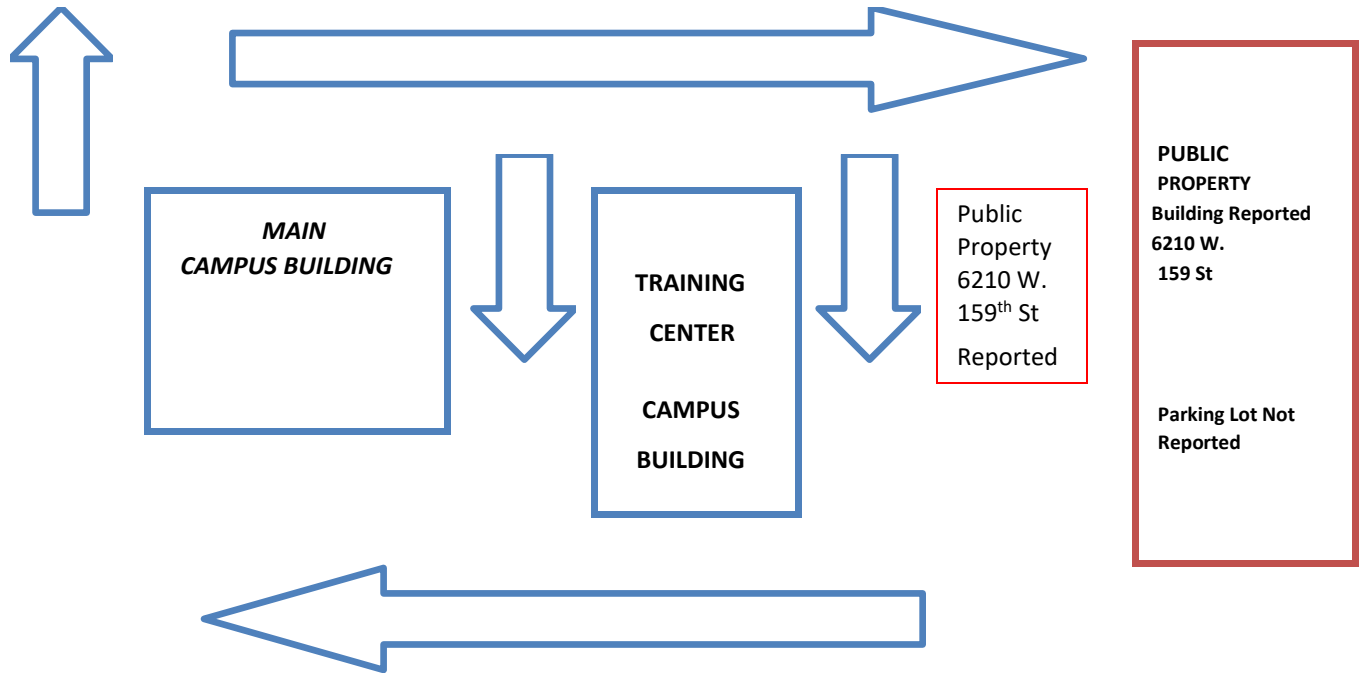 MAIN
CAMPUS BUILDING
TRAINING
CENTER
CAMPUS
BUILDING
Public
Property
6210 W.
159th St
Reported
PUBLIC
PROPERTY
Building Reported
6210 W.
159 St
Parking Lot Not
Reported